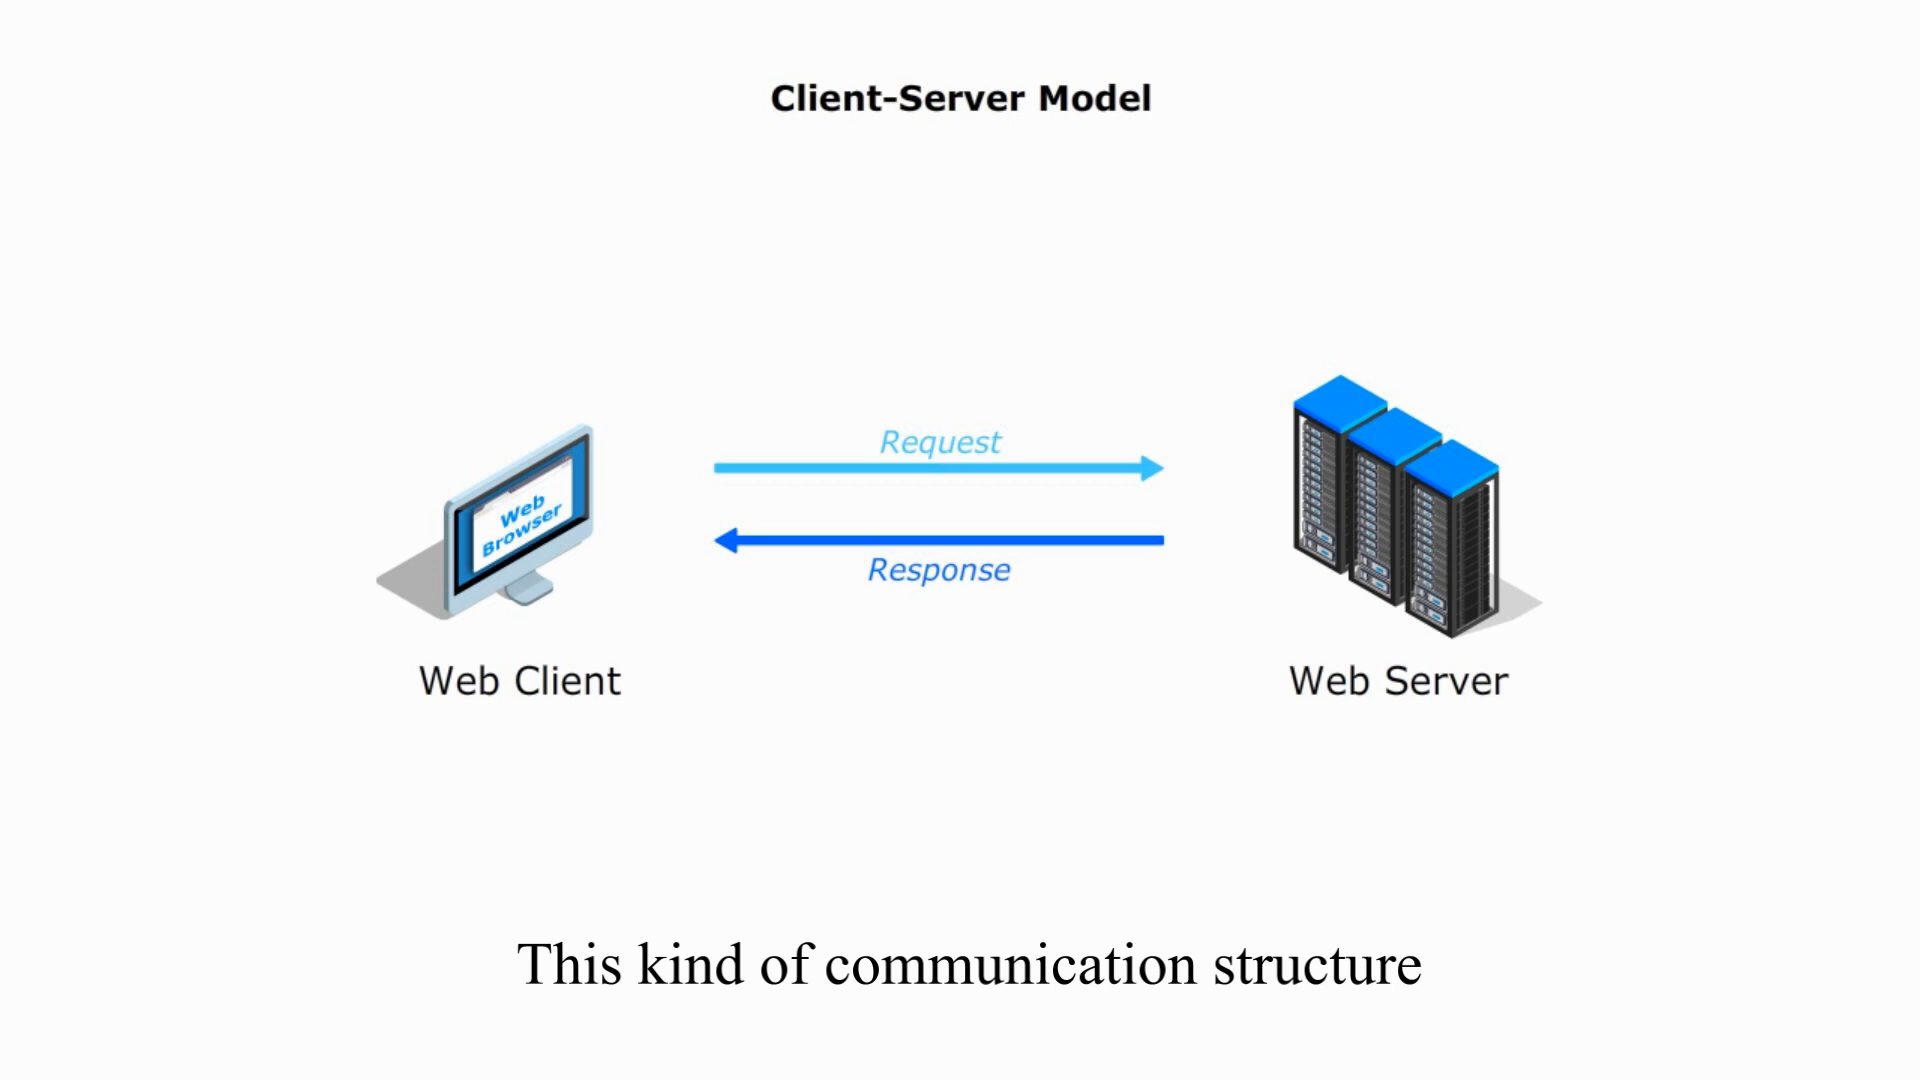 Client-Server Model
Request
Web
Browser
Response
Web Client
Web Server
This kind of communication structure